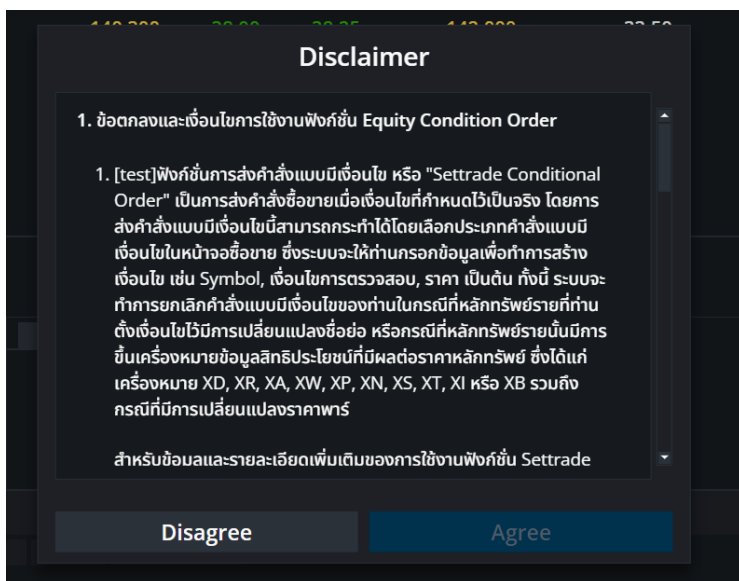 Disclaimer
1. ข้อตกลงและเงื่อนไขการใช้งานฟังก์ชั่น Equity Condition Order
1. [test]ฟังก์ชั่นการส่งคำสั่งแบบมีเงื่อนไข หรือ "Settrade Conditional
Order" เป็นการส่งคำสั่งซื้อขายเมื่อเงื่อนไขที่กำหนดไว้เป็นจริง โดยการ
ส่งคำสั่งแบบมีเงื่อนไขนี้สามารถกระทำได้โดยเลือกประเภทคำสั่งแบบมี
เงื่อนไขในหน้าจอซื้อขาย ซึ่งระบบจะให้ท่านกรอกข้อมูลเพื่อทำการสร้าง
เงื่อนไข เช่น Symbol, เงื่อนไขการตรวจสอบ, ราคา เป็นต้น ทั้งนี้ ระบบจะ
ทำการยกเลิกคำสั่งแบบมีเงื่อนไขของท่านในกรณีที่หลักทรัพย์รายที่ท่าน
ตั้งเงื่อนไขไว้มีการเปลี่ยนแปลงชื่อย่อ หรือกรณีที่หลักทรัพย์รายนั้นมีการ
ขึ้นเครื่องหมายข้อมูลสิทธิประโยชน์ที่มีผลต่อราคาหลักทรัพย์ ซึ่งได้แก่
เครื่องหมาย XD, XR, XA, XW, XP, XN, XS, XT, XI หรือ XB รวมถึง
กรณีที่มีการเปลี่ยนแปลงราคาพาร์
สำหรับข้อมูลและรายละเอียดเพิ่มเติมของการใช้งานฟังก์ชั่น Settrade
Disagree
Agree